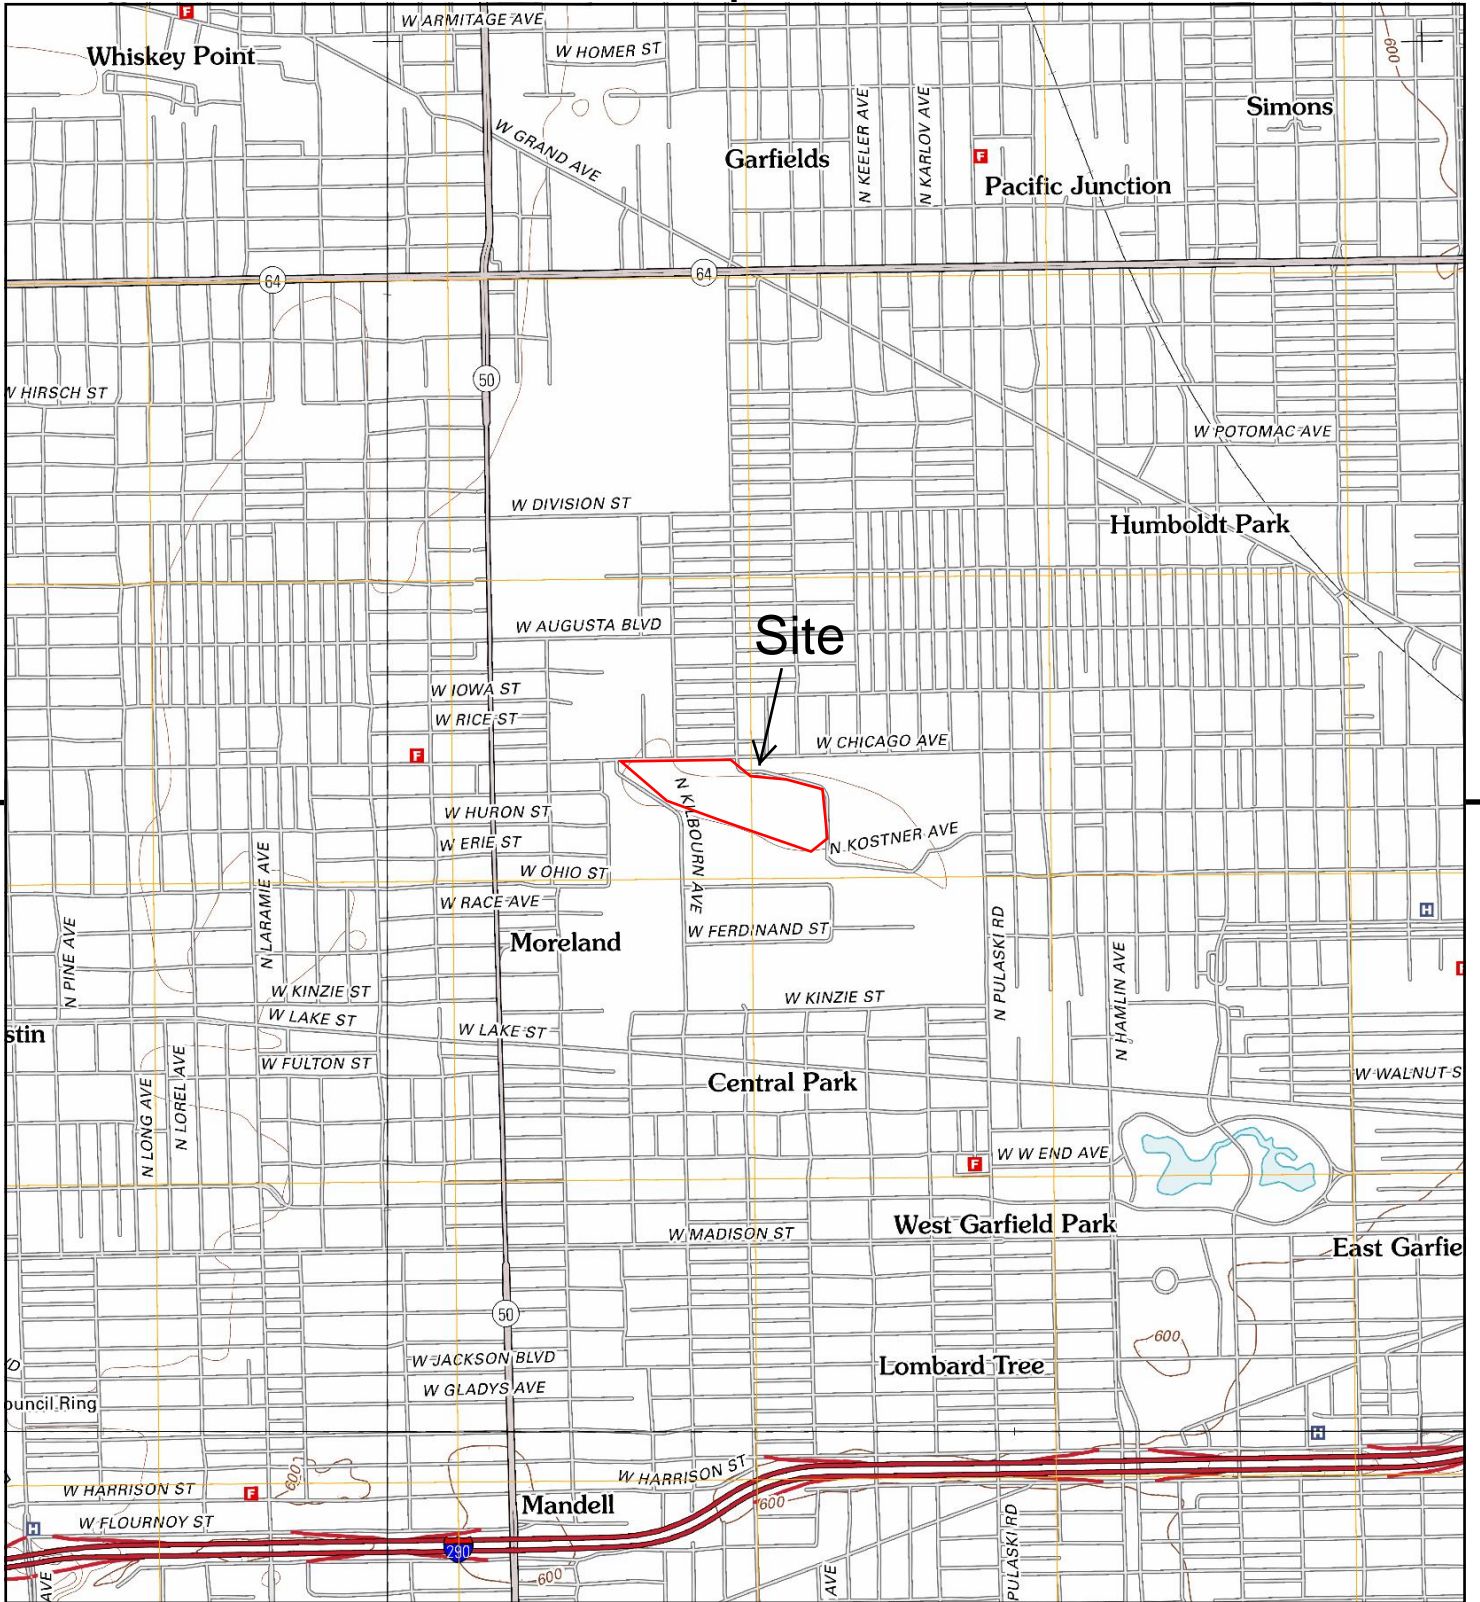 W ARMITAGE AVE
Whiskey Point
W HOMER ST
600
Simons
W GRAND AVE
Garfields
N KEELER AVE
N KARLOV AVE
F
F
Pacific Junction
64
64
50
W HIRSCH ST
W POTOMAC AVE
W DIVISION ST
Humboldt Park
W AUGUSTA BLVD
Site
W IOWA ST
W RICE ST
F
W CHICAGO AVE
N KILBOURN AVE
W HURON ST
W ERIE ST
N KOSTNER AVE
N LARAMIE AVE
W OHIO ST
W RACE AVE
H
N PINE AVE
Moreland
W FERDINAND ST
N PULASKI RD
N HAMLIN AVE
W KINZIE ST
W KINZIE ST
W LAKE ST
W LAKE ST
stin
W FULTON ST
N LONG AVE
N LOREL AVE
Central Park
W WALNUT S
W W END AVE
F
W MADISON ST
West Garfield Park
East Garfie
50
600
W JACKSON BLVD
Lombard Tree
W GLADYS AVE
ouncil Ring
H
W HARRISON ST
600
W HARRISON ST
F
Mandell
600
W FLOURNOY ST
H
290
600
AVE
AVE
PULASKI RD